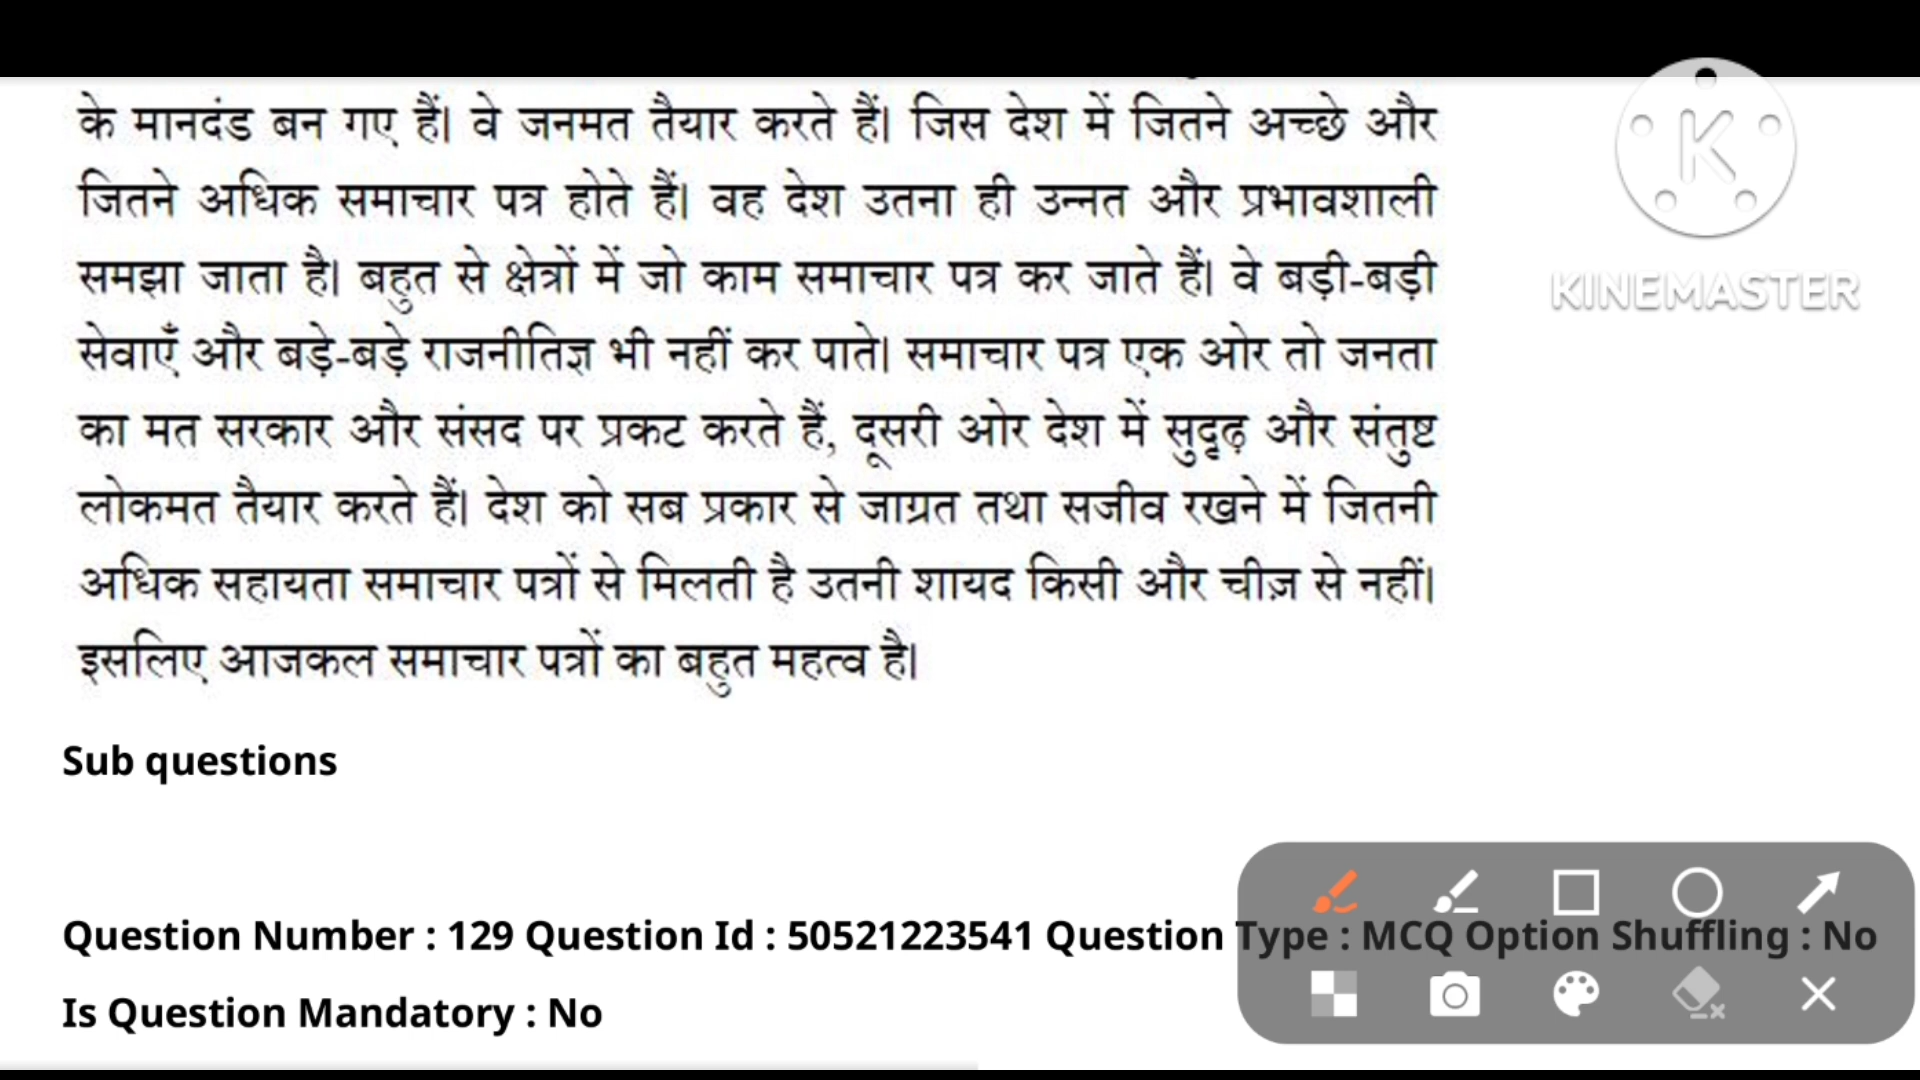 के मानदंड बन गए हैं। वे जनमत तैयार करते हैं। जिस देश में जितने अच्छे और
जितने अधिक समाचार पत्र होते हैं। वह देश उतना ही उन्नत और प्रभावशाली
समझा जाता है। बहुत से क्षेत्रों में जो काम समाचार पत्र कर जाते हैं। वे बड़ी-बड़ी
सेवाएँ और बड़े-बड़े राजनीतिज्ञ भी नहीं कर पाते। समाचार पत्र एक ओर तो जनता
का मत सरकार और संसद पर प्रकट करते हैं, दूसरी ओर देश में सुदृढ़ और संतुष्ट
लोकमत तैयार करते हैं। देश को सब प्रकार से जाग्रत तथा सजीव रखने में जितनी
अधिक सहायता समाचार पत्रों से मिलती है उतनी शायद किसी और चीज़ से नहीं।
इसलिए आजकल समाचार पत्रों का बहुत महत्व है।
K
KINEMASTER
Sub questions
Question Number : 129 Question Id : 50521223541 Question Type : MCQ Option Shuffling : No
Is Question Mandatory : No